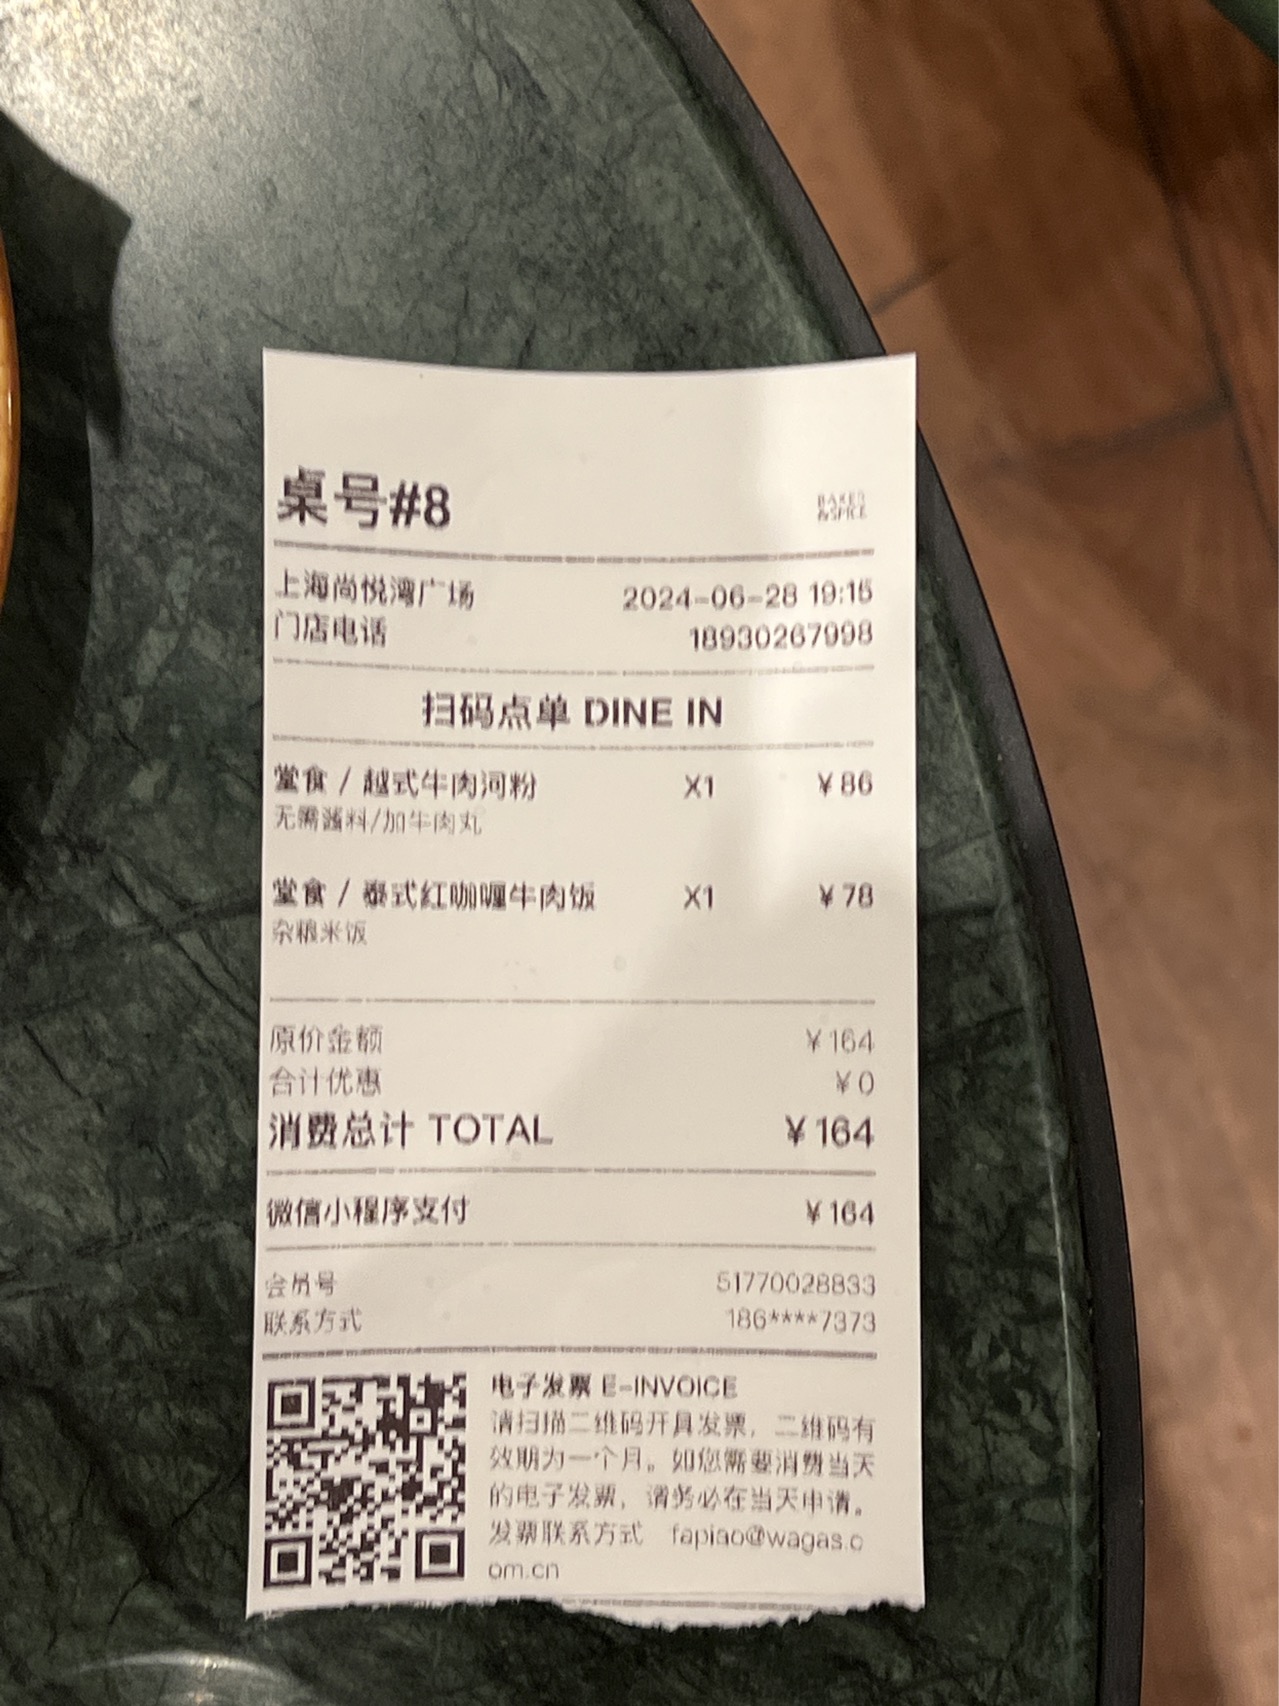 桌号#8
BAKER
&SPICE
上海尚悦湾广场 2024-06-28 19:15
门店电话 18930267998
扫码点单 DINE IN
堂食 / 越式牛肉河粉 X1 ¥86
无需酱料/加牛肉丸
堂食 / 泰式红咖喱牛肉饭 X1 ¥78
杂粮米饭
原价金额 ¥164
合计优惠 ¥0
消费总计 TOTAL ¥164
微信小程序支付 ¥164
会员号 51770028833
联系方式 186****7373
电子发票 E-INVOICE
请扫描二维码开具发票，二维码有
效期为一个月。如您需要消费当天
的电子发票，请务必在当天申请。
发票联系方式 fapiao@wagas.c
om.cn